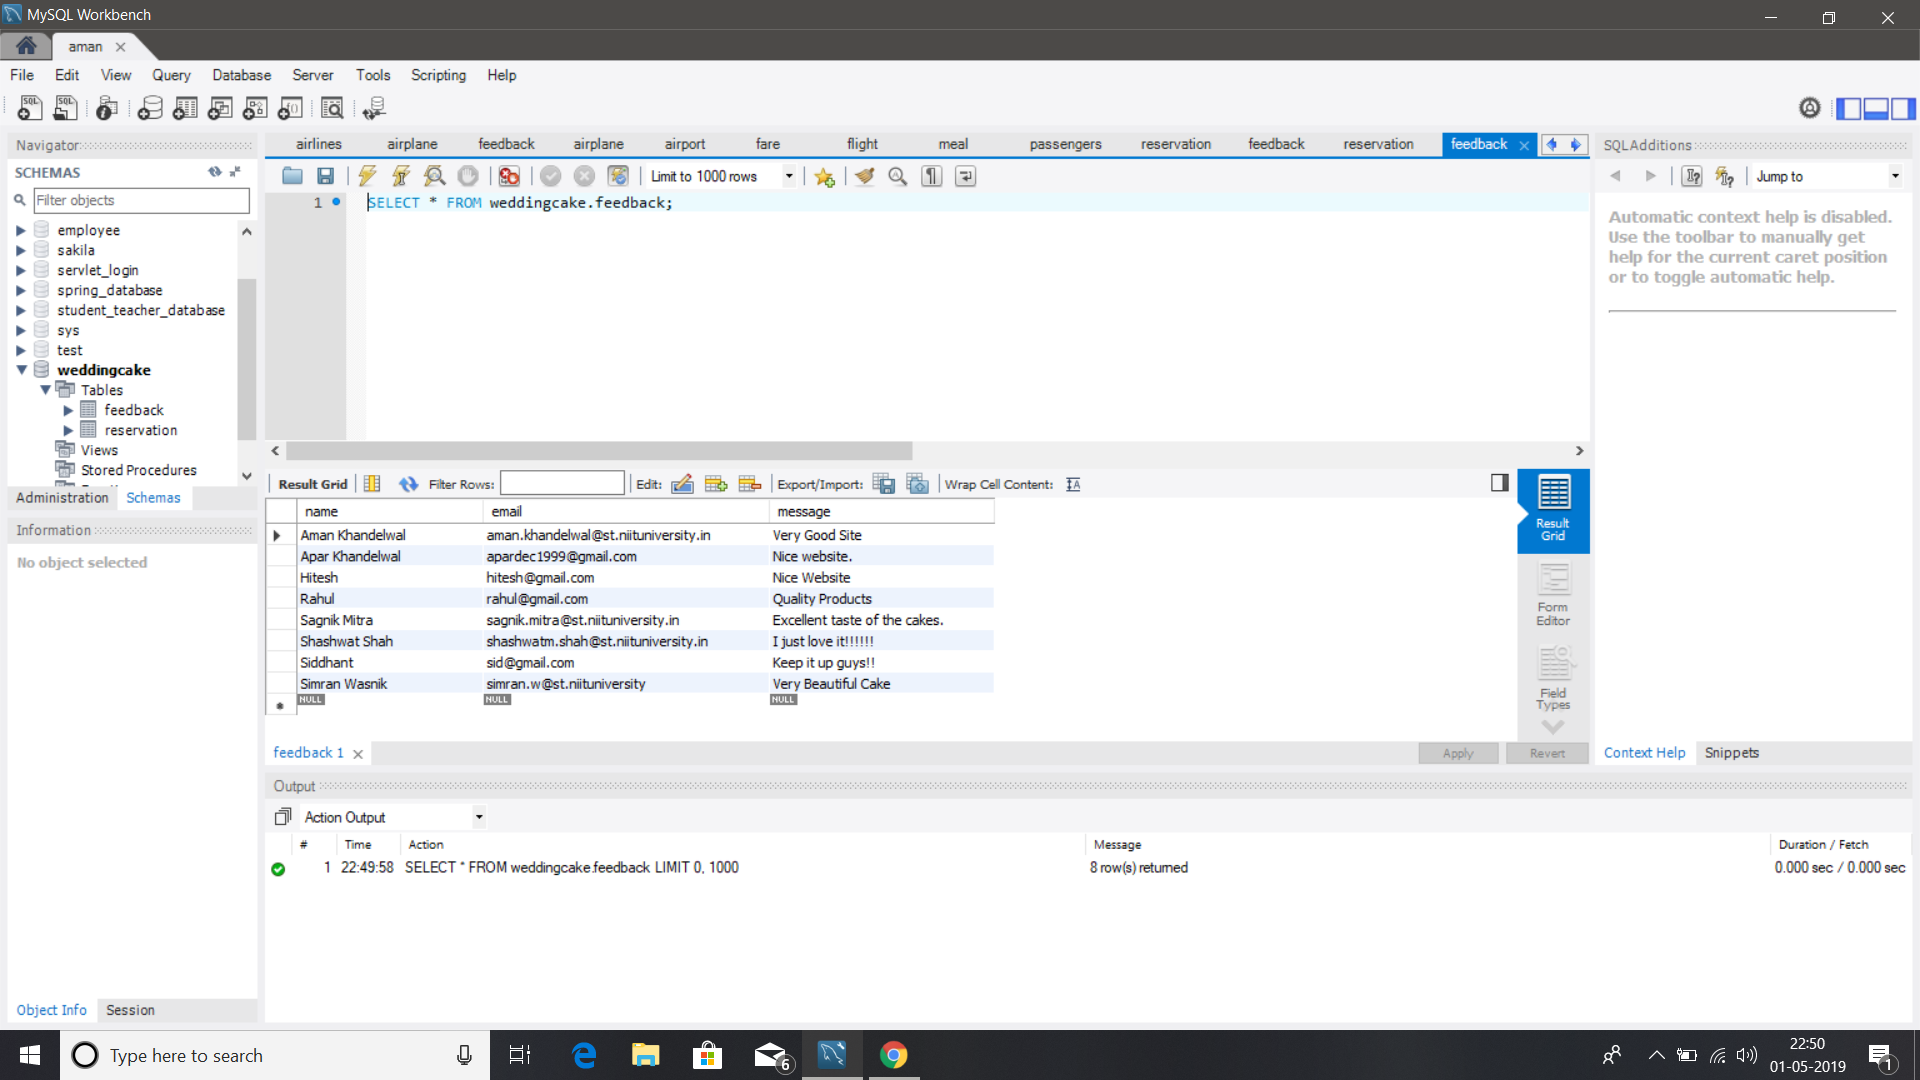 MySQL Workbench
aman
File Edit View Query Database Server Tools Scripting Help
Navigator
SCHEMAS
Filter objects
employee
sakila
servlet_login
spring_database
student_teacher_database
sys
test
weddingcake
Tables
feedback
reservation
Views
Stored Procedures
Administration Schemas
Information
No object selected
Object Info Session
airlines airplane feedback airplane airport fare flight meal passengers reservation feedback reservation feedback
Limit to 1000 rows
1 SELECT * FROM weddingcake.feedback;
Result Grid Filter Rows: Edit: Export/Import: Wrap Cell Content:
name email message
Aman Khandelwal aman.khandelwal@st.niituniversity.in Very Good Site
Apar Khandelwal apardec1999@gmail.com Nice website.
Hitesh hitesh@gmail.com Nice Website
Rahul rahul@gmail.com Quality Products
Sagnik Mitra sagnik.mitra@st.niituniversity.in Excellent taste of the cakes.
Shashwat Shah shashwatm.shah@st.niituniversity.in I just love it!!!!!!
Siddhant sid@gmail.com Keep it up guys!!
Simran Wasnik simran.w@st.niituniversity Very Beautiful Cake
NULL NULL NULL
Result
Grid
Form
Editor
Field
Types
feedback 1
Apply Revert
SQLAdditions
Jump to
Automatic context help is disabled.
Use the toolbar to manually get
help for the current caret position
or to toggle automatic help.
Context Help Snippets
Output
Action Output
# Time Action Message Duration / Fetch
1 22:49:58 SELECT * FROM weddingcake.feedback LIMIT 0, 1000 8 row(s) returned 0.000 sec / 0.000 sec
Type here to search
6
22:50
01-05-2019
1